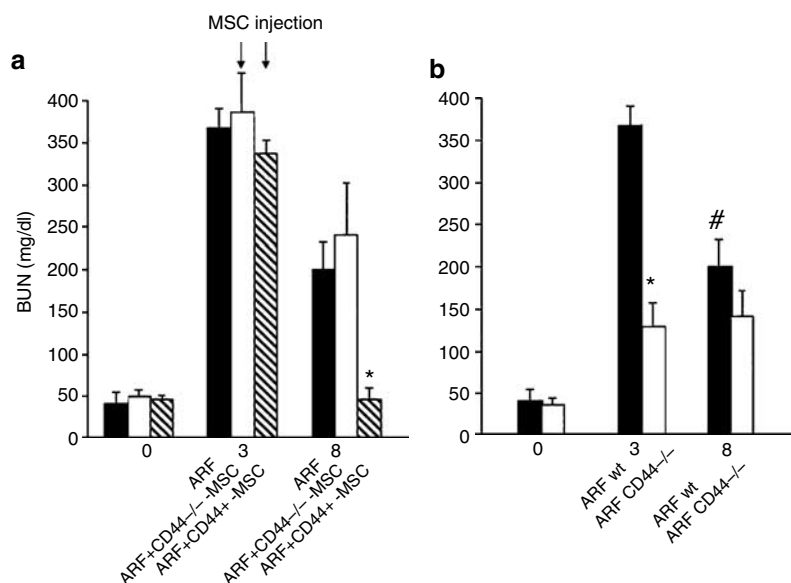 MSC injection
a
BUN (mg/dl)
400
350
300
250
200
150
100
50
0
0
3
8
ARF
ARF+CD44–/– -MSC
ARF+CD44+ -MSC
ARF
ARF+CD44–/– -MSC
ARF+CD44+ -MSC
*
b
400
350
300
250
200
150
100
50
0
*
#
0
3
8
ARF wt
ARF CD44–/–
ARF wt
ARF CD44–/–